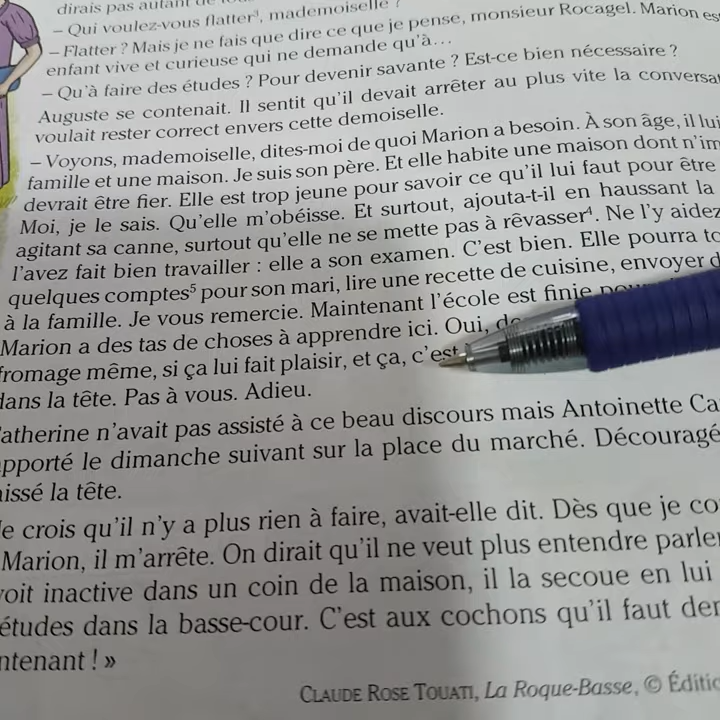 dirais pas autant de
– Qui voulez-vous flatter³, mademoiselle ?
– Flatter ? Mais je ne fais que dire ce que je pense, monsieur Rocagel. Marion
enfant vive et curieuse qui ne demande qu'à…
– Qu'à faire des études ? Pour devenir savante ? Est-ce bien nécessaire ?
Auguste se contenait. Il sentit qu'il devait arrêter au plus vite la
voulait rester correct envers cette demoiselle.
– Voyons, mademoiselle, dites-moi de quoi Marion a besoin. À son âge, il lui
famille et une maison. Je suis son père. Et elle habite une maison dont
devrait être fier. Elle est trop jeune pour savoir ce qu'il lui faut pour être
Moi, je le sais. Qu'elle m'obéisse. Et surtout, ajouta-t-il en haussant la
agitant sa canne, surtout qu'elle ne se mette pas à rêvasser⁴. Ne l'y aidez
l'avez fait bien travailler : elle a son examen. C'est bien. Elle pourra
quelques comptes⁵ pour son mari, lire une recette de cuisine, envoyer
à la famille. Je vous remercie. Maintenant l'école est finie
Marion a des tas de choses à apprendre ici. Oui,
fromage même, si ça lui fait plaisir, et ça, c'est
dans la tête. Pas à vous. Adieu.
Catherine n'avait pas assisté à ce beau discours mais Antoinette
pporté le dimanche suivant sur la place du marché.
issé la tête.
Je crois qu'il n'y a plus rien à faire, avait-elle dit. Dès que je
Marion, il m'arrête. On dirait qu'il ne veut plus entendre parler
voit inactive dans un coin de la maison, il la secoue en lui
études dans la basse-cour. C'est aux cochons qu'il faut
ntenant ! »
CLAUDE ROSE TOUATI, La Roque-Basse, ©